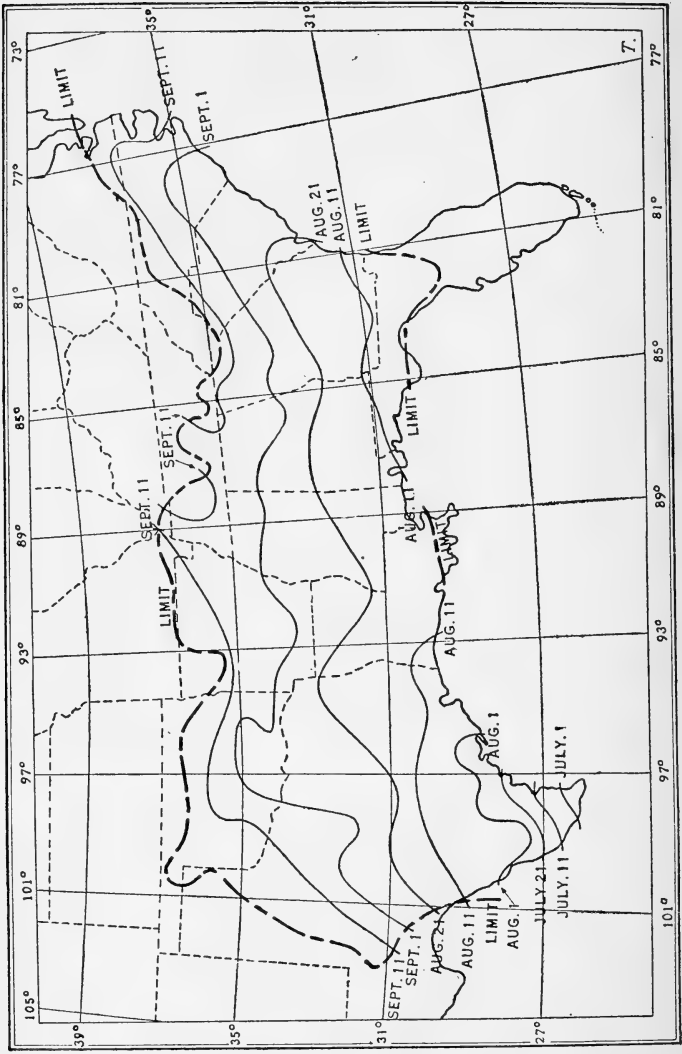 105°
101°
97°
93°
89°
85°
81°
77°
73°
39°
35°
31°
27°
35°
31°
27°
101°
97°
93°
89°
85°
81°
77°
LIMIT
SEPT. 11
SEPT. 1
AUG. 21
AUG. 11
LIMIT
SEPT. 11
SEPT. 11
LIMIT
LIMIT
AUG. 11
LIMIT
AUG. 11
AUG. 1
JULY. 1
JULY. 11
JULY 21
AUG. 1
LIMIT
AUG. 11
AUG. 21
SEPT. 1
SEPT. 11
T.